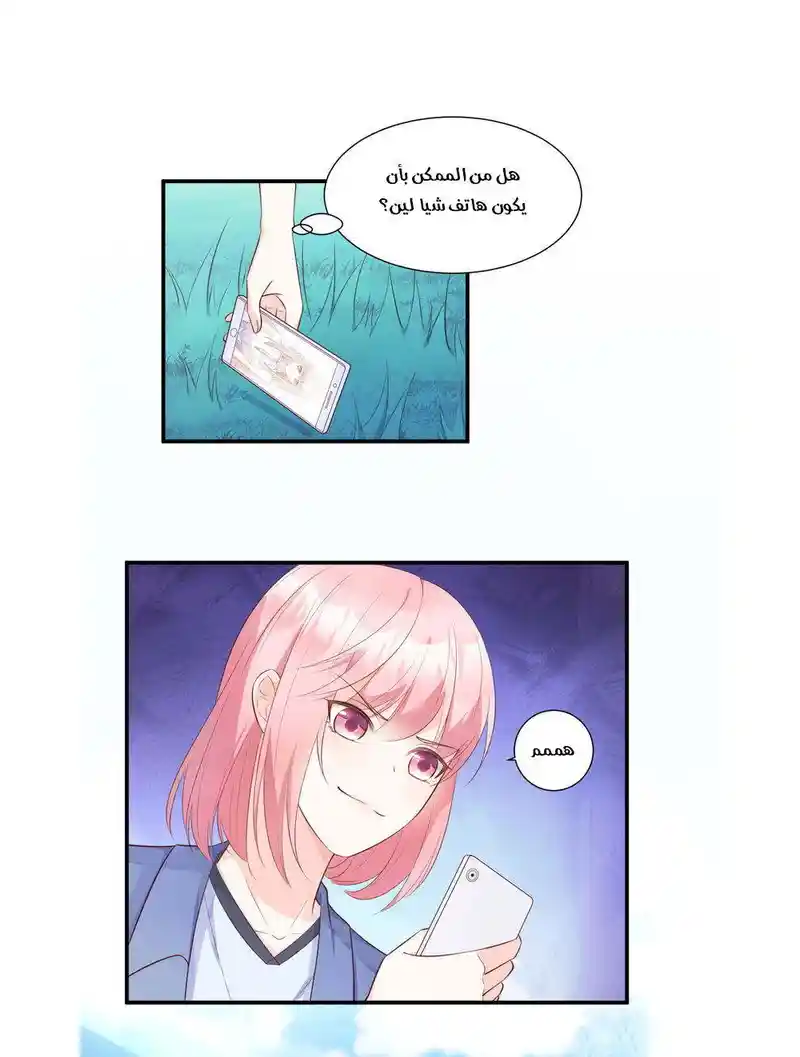 هل من الممكن بأن
يكون هاتف شيا لين؟
هممم